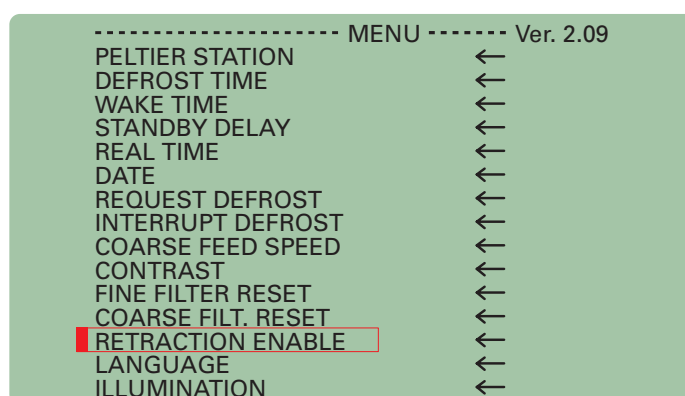 --------------------- MENU ------- Ver. 2.09
PELTIER STATION ←
DEFROST TIME ←
WAKE TIME ←
STANDBY DELAY ←
REAL TIME ←
DATE ←
REQUEST DEFROST ←
INTERRUPT DEFROST ←
COARSE FEED SPEED ←
CONTRAST ←
FINE FILTER RESET ←
COARSE FILT. RESET ←
RETRACTION ENABLE ←
LANGUAGE ←
ILLUMINATION ←